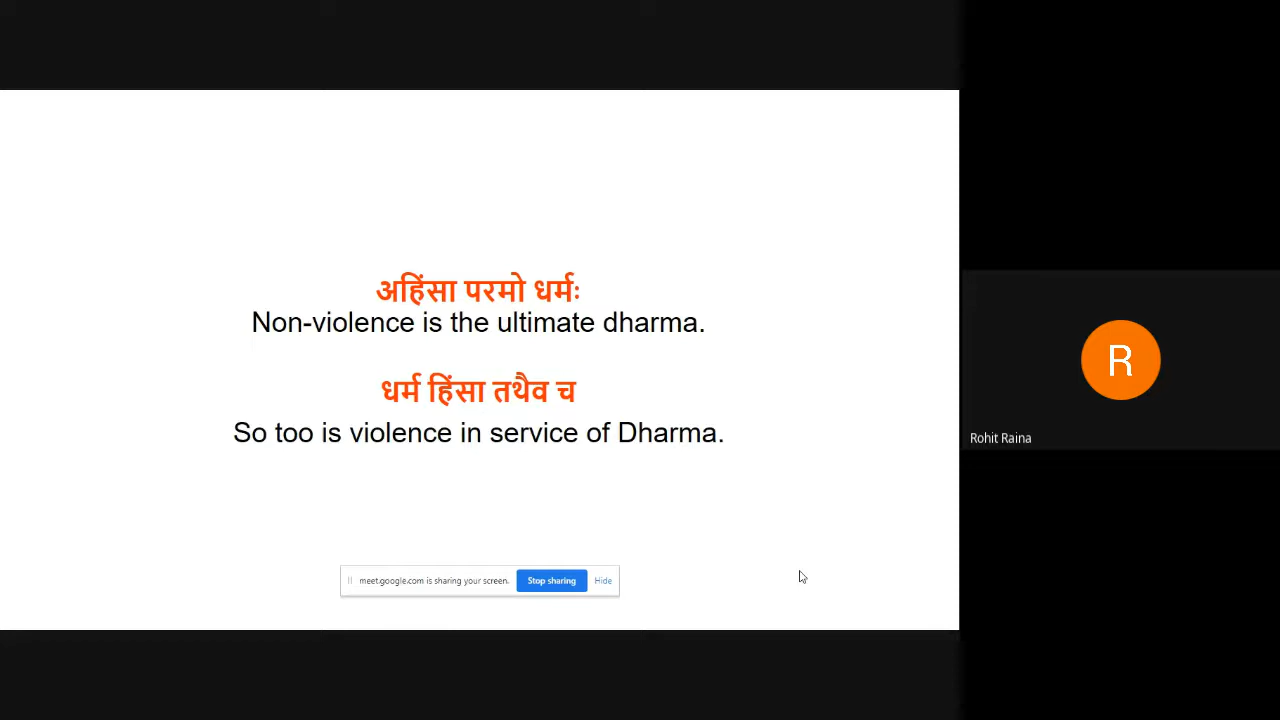 अहिंसा परमो धर्मः
Non-violence is the ultimate dharma.
धर्म हिंसा तथैव च
So too is violence in service of Dharma.
meet.google.com is sharing your screen. Stop sharing Hide
R
Rohit Raina